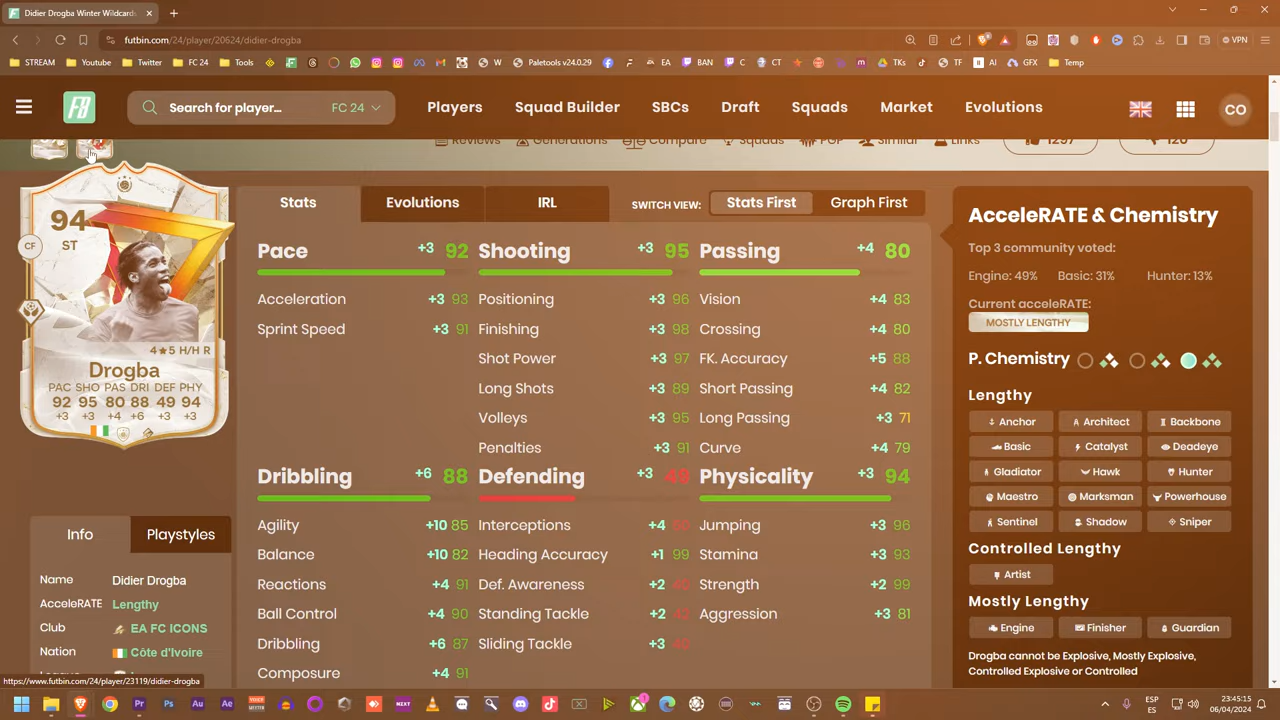 Didier Drogba Winter Wildcards
futbin.com/24/player/20624/didier-drogba
VPN
STREAM Youtube Twitter FC 24 Tools W Paletools v24.0.29 EA BAN CT TKs TF AI GFX Temp
FB Search for player... FC 24 Players Squad Builder SBCs Draft Squads Market Evolutions CO
Reviews Generations Compare Squads PGP Similar Links 1297 120
Stats Evolutions IRL SWITCH VIEW: Stats First Graph First
94
ST
CF
4★5 H/H R
Drogba
PAC SHO PAS DRI DEF PHY
92 95 80 88 49 94
+3 +3 +4 +6 +3 +3
Pace +3 92
Acceleration +3 93
Sprint Speed +3 91
Shooting +3 95
Positioning +3 96
Finishing +3 98
Shot Power +3 97
Long Shots +3 89
Volleys +3 95
Penalties +3 91
Passing +4 80
Vision +4 83
Crossing +4 80
FK. Accuracy +5 88
Short Passing +4 82
Long Passing +3 71
Curve +4 79
Dribbling +6 88
Agility +10 85
Balance +10 82
Reactions +4 91
Ball Control +4 90
Dribbling +6 87
Composure +4 91
Defending +3 49
Interceptions +4
Heading Accuracy +1 99
Def. Awareness +2
Standing Tackle +2
Sliding Tackle +3
Physicality +3 94
Jumping +3 96
Stamina +3 93
Strength +2 99
Aggression +3 81
Info Playstyles
Name Didier Drogba
AcceleRATE Lengthy
Club EA FC ICONS
Nation Côte d'Ivoire
AcceleRATE & Chemistry
Top 3 community voted:
Engine: 49% Basic: 31% Hunter: 13%
Current acceleRATE:
MOSTLY LENGTHY
P. Chemistry
Lengthy
Anchor Architect Backbone
Basic Catalyst Deadeye
Gladiator Hawk Hunter
Maestro Marksman Powerhouse
Sentinel Shadow Sniper
Controlled Lengthy
Artist
Mostly Lengthy
Engine Finisher Guardian
Drogba cannot be Explosive, Mostly Explosive,
Controlled Explosive or Controlled
https://www.futbin.com/24/player/23119/didier-drogba
Pr Ps Au Ae NEXT
ESP
ES
23:45:15
06/04/2024